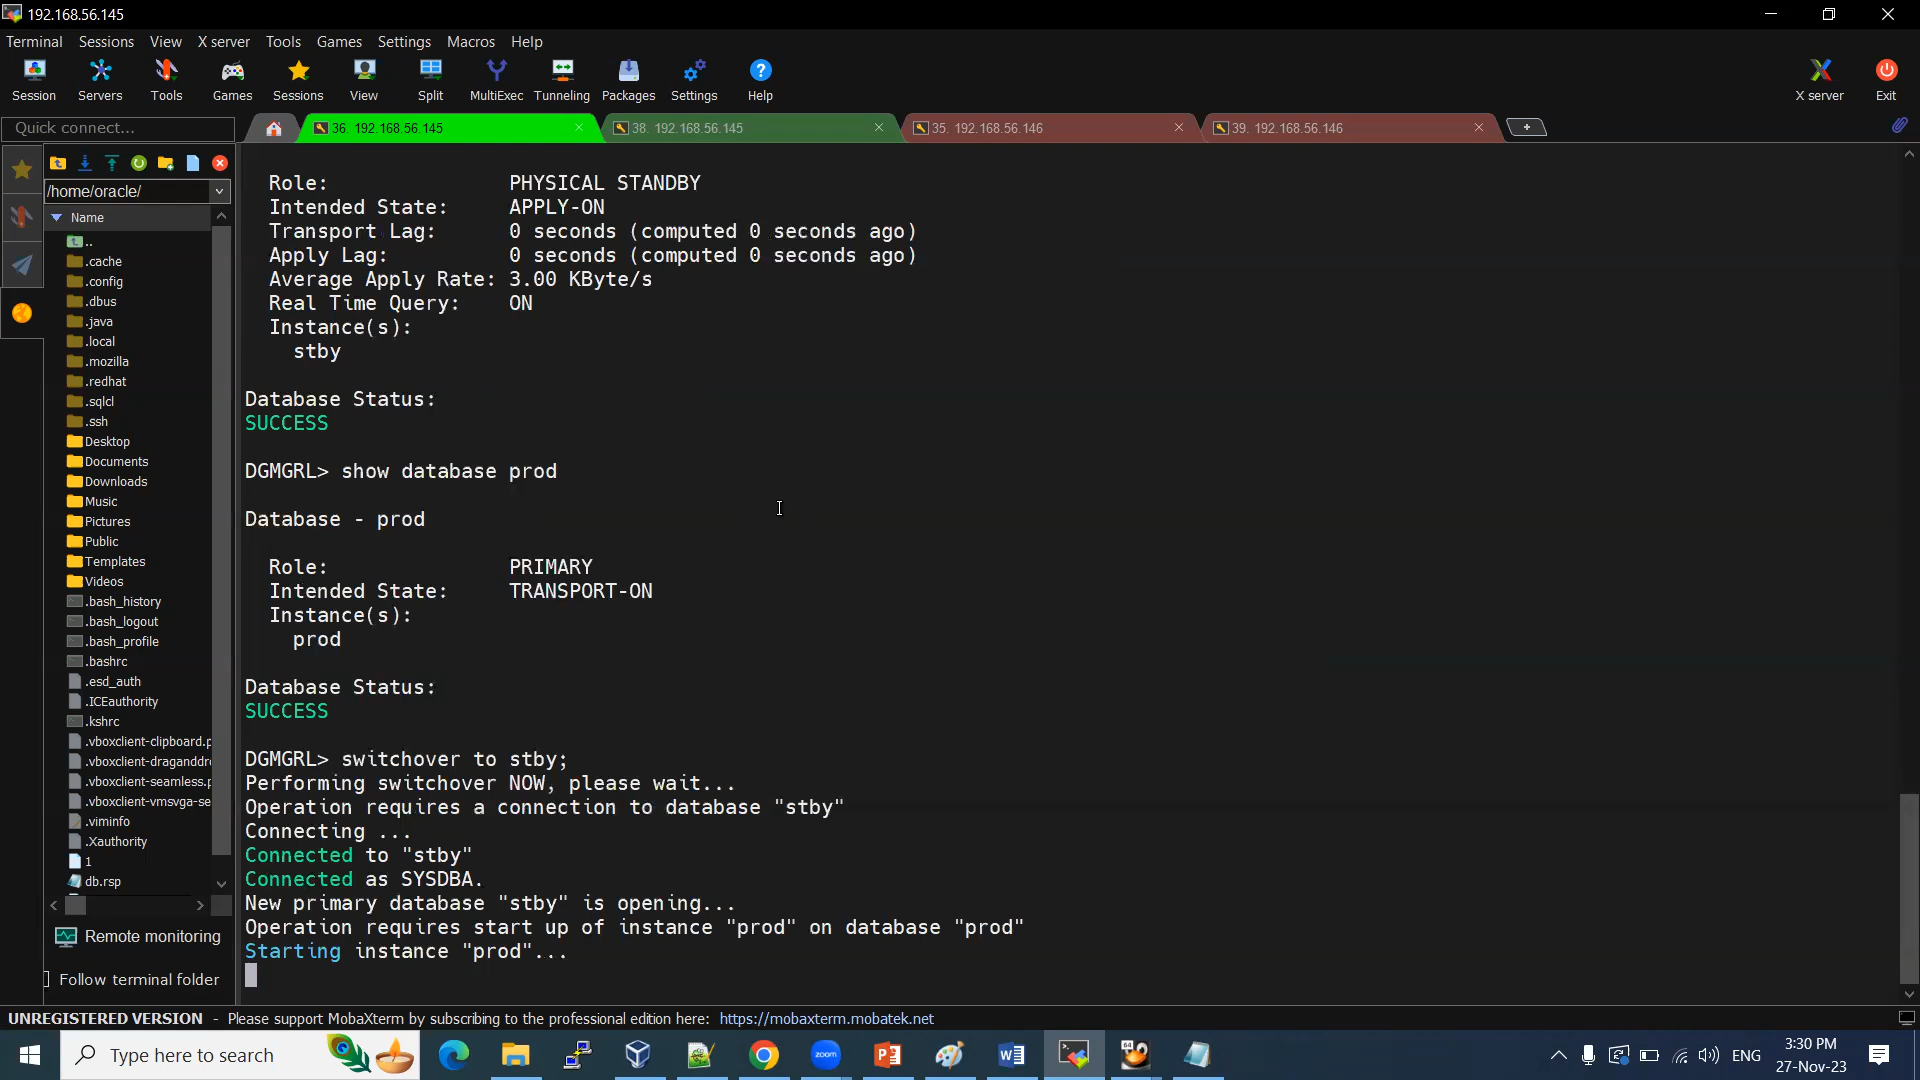 192.168.56.145
Terminal Sessions View X server Tools Games Settings Macros Help
Session Servers Tools Games Sessions View Split MultiExec Tunneling Packages Settings Help X server Exit
Quick connect...
36. 192.168.56.145
38. 192.168.56.145
35. 192.168.56.146
39. 192.168.56.146
/home/oracle/
Name
..
.cache
.config
.dbus
.java
.local
.mozilla
.redhat
.sqlcl
.ssh
Desktop
Documents
Downloads
Music
Pictures
Public
Templates
Videos
.bash_history
.bash_logout
.bash_profile
.bashrc
.esd_auth
.ICEauthority
.kshrc
.vboxclient-clipboard.p
.vboxclient-draganddr
.vboxclient-seamless.p
.vboxclient-vmsvga-se
.viminfo
.Xauthority
1
db.rsp
Remote monitoring
Follow terminal folder
Role: PHYSICAL STANDBY
Intended State: APPLY-ON
Transport Lag: 0 seconds (computed 0 seconds ago)
Apply Lag: 0 seconds (computed 0 seconds ago)
Average Apply Rate: 3.00 KByte/s
Real Time Query: ON
Instance(s):
stby
Database Status:
SUCCESS
DGMGRL> show database prod
Database - prod
Role: PRIMARY
Intended State: TRANSPORT-ON
Instance(s):
prod
Database Status:
SUCCESS
DGMGRL> switchover to stby;
Performing switchover NOW, please wait...
Operation requires a connection to database "stby"
Connecting ...
Connected to "stby"
Connected as SYSDBA.
New primary database "stby" is opening...
Operation requires start up of instance "prod" on database "prod"
Starting instance "prod"...
UNREGISTERED VERSION - Please support MobaXterm by subscribing to the professional edition here: https://mobaxterm.mobatek.net
Type here to search
zoom
64
ENG
3:30 PM
27-Nov-23